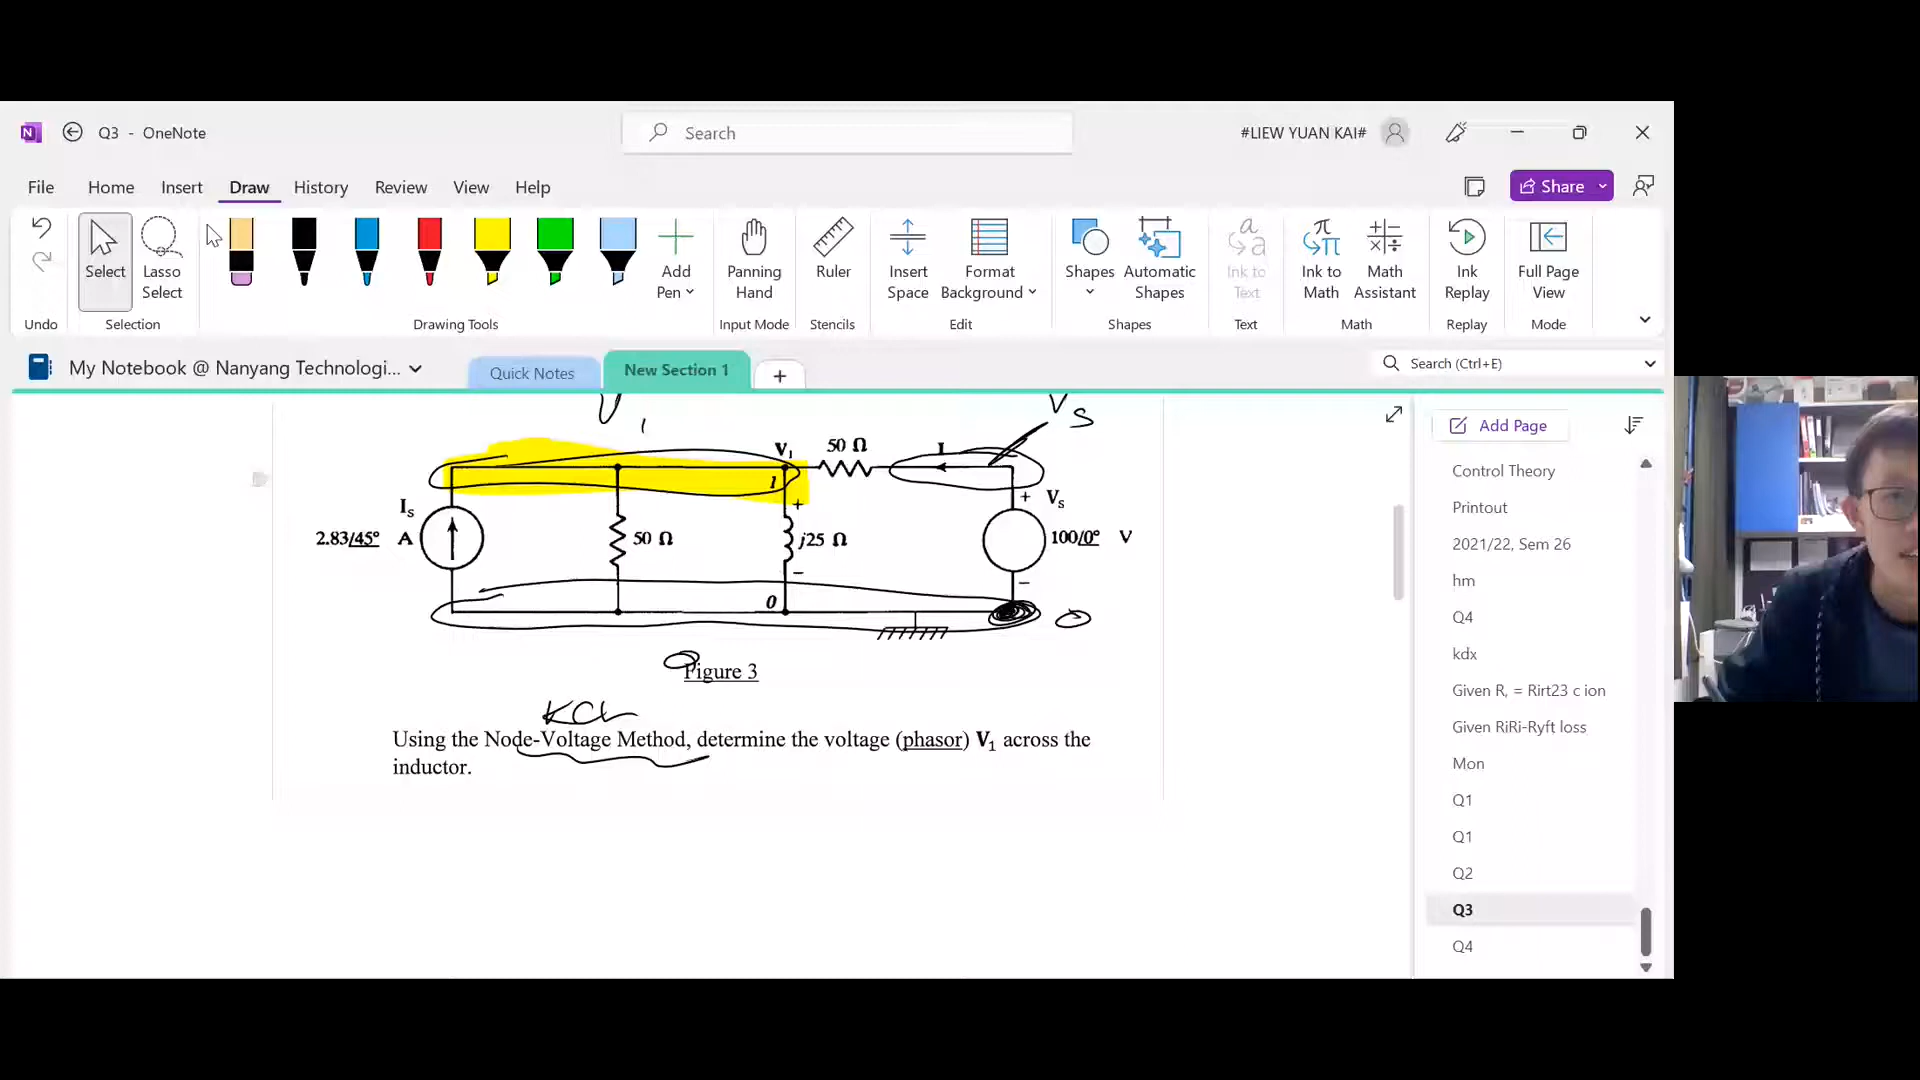 Q3 - OneNote
Search
#LIEW YUAN KAI#
File Home Insert Draw History Review View Help
Share
Select
Lasso Select
Add Pen
Panning Hand
Ruler
Insert Space
Format Background
Shapes
Automatic Shapes
Ink to Text
Ink to Math
Math Assistant
Ink Replay
Full Page View
Undo
Selection
Drawing Tools
Input Mode
Stencils
Edit
Shapes
Text
Math
Replay
Mode
My Notebook @ Nanyang Technologi...
Quick Notes
New Section 1
+
Search (Ctrl+E)
V1
Vs
V1
50 Ω
I
1
+
+ Vs
Is
2.83/45° A
50 Ω
j25 Ω
100/0° V
-
-
0
0
Figure 3
KCL
Using the Node-Voltage Method, determine the voltage (phasor) V1 across the
inductor.
Add Page
Control Theory
Printout
2021/22, Sem 26
hm
Q4
kdx
Given R, = Rirt23 c ion
Given RiRi-Ryft loss
Mon
Q1
Q1
Q2
Q3
Q4